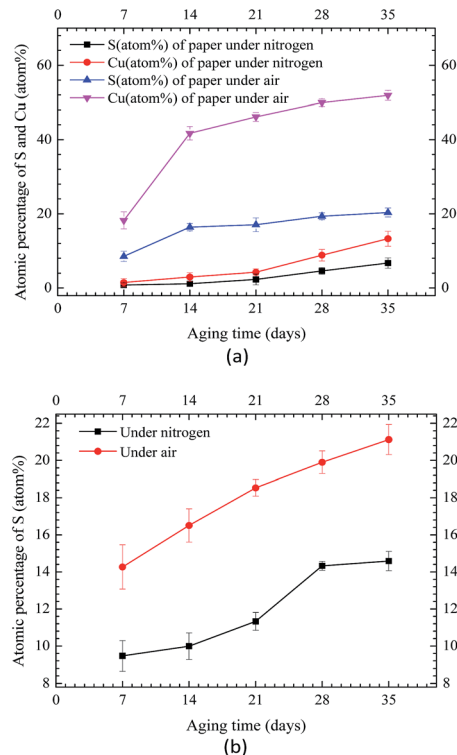 0 7 14 21 28 35
S(atom%) of paper under nitrogen
Cu(atom%) of paper under nitrogen
S(atom%) of paper under air
Cu(atom%) of paper under air
Atomic percentage of S and Cu (atom%)
60
40 40
20 20
0 0
0 7 14 21 28 35
Aging time (days)
(a)
0 7 14 21 28 35
Under nitrogen
Under air
Atomic percentage of S (atom%)
22 22
20 20
18 18
16 16
14 14
12 12
10 10
8 8
0 7 14 21 28 35
Aging time (days)
(b)